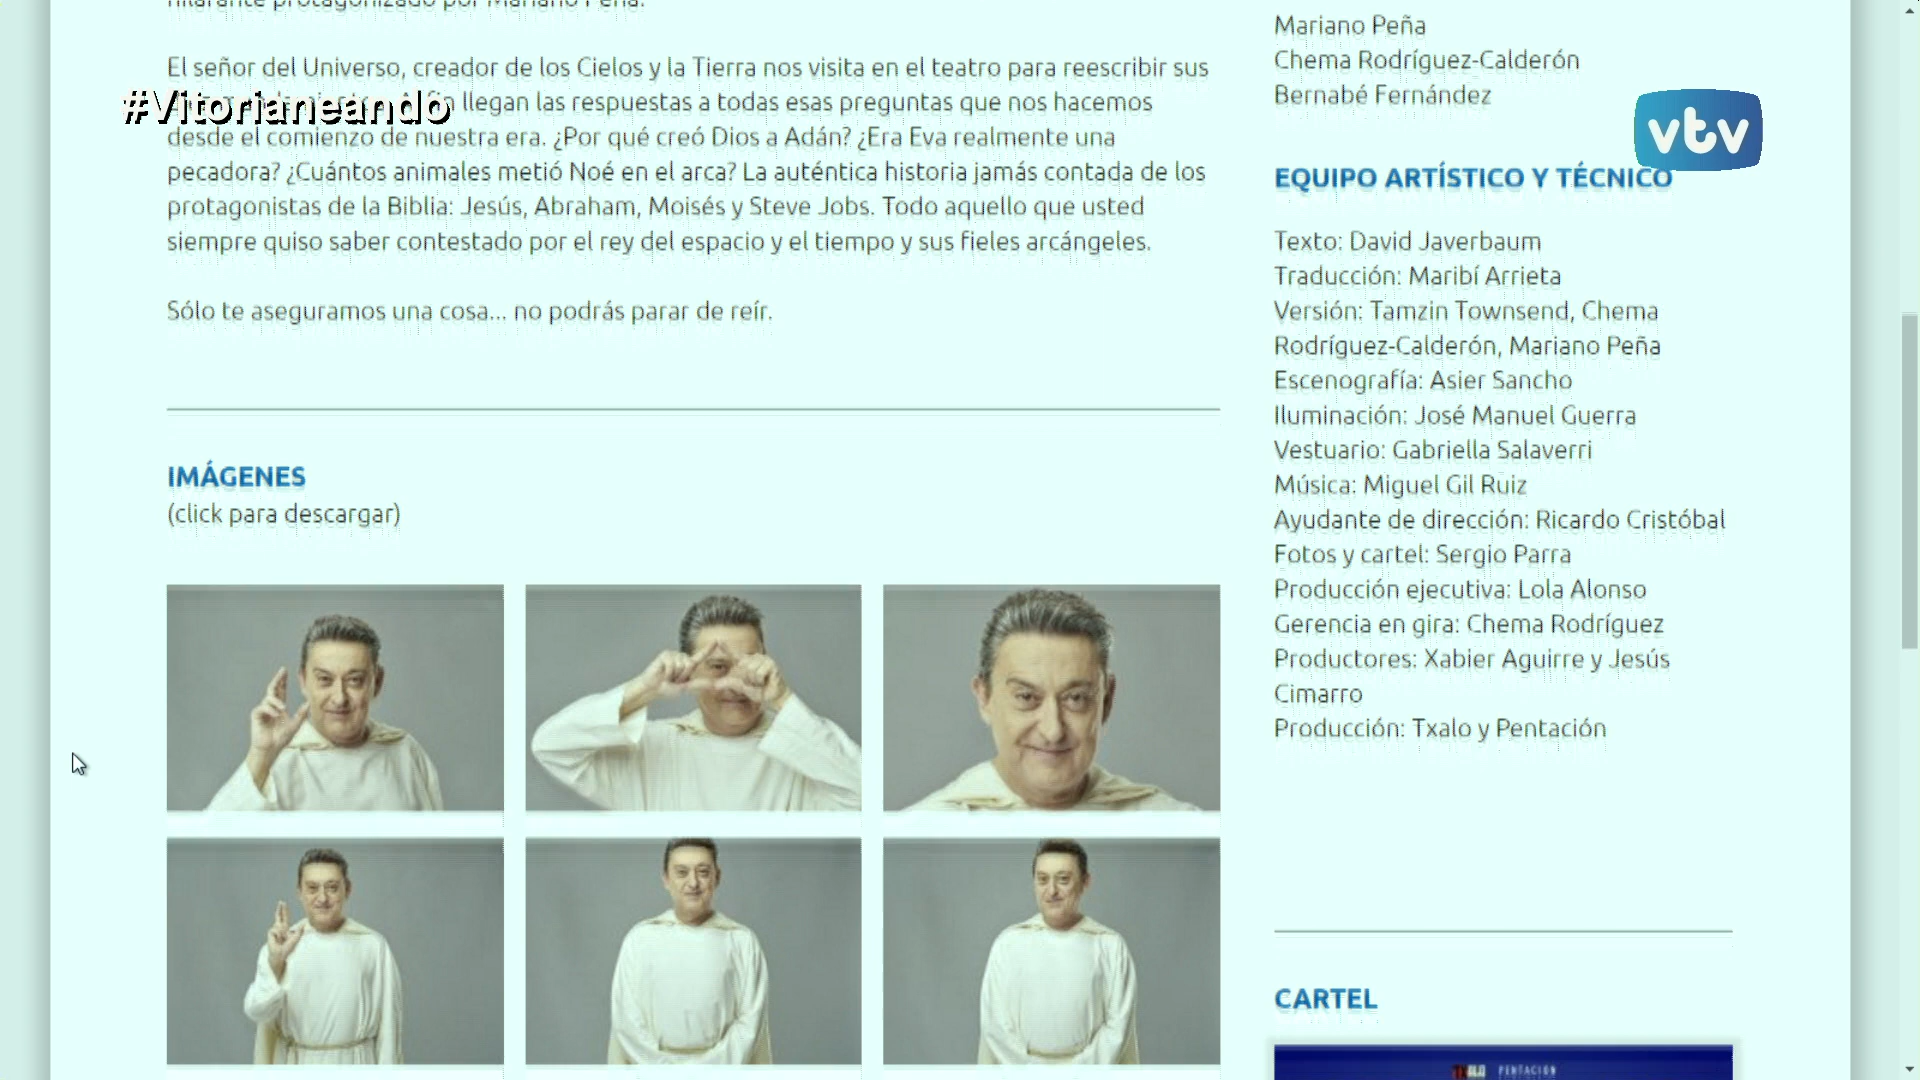 hilarante protagonizado por Mariano Peña.
El señor del Universo, creador de los Cielos y la Tierra nos visita en el teatro para reescribir sus
#Vitorianeando
llegan las respuestas a todas esas preguntas que nos hacemos
desde el comienzo de nuestra era. ¿Por qué creó Dios a Adán? ¿Era Eva realmente una
pecadora? ¿Cuántos animales metió Noé en el arca? La auténtica historia jamás contada de los
protagonistas de la Biblia: Jesús, Abraham, Moisés y Steve Jobs. Todo aquello que usted
siempre quiso saber contestado por el rey del espacio y el tiempo y sus fieles arcángeles.
Sólo te aseguramos una cosa... no podrás parar de reír.
IMÁGENES
(click para descargar)
Mariano Peña
Chema Rodríguez-Calderón
Bernabé Fernández
vtv
EQUIPO ARTÍSTICO Y TÉCNICO
Texto: David Javerbaum
Traducción: Maribí Arrieta
Versión: Tamzin Townsend, Chema
Rodríguez-Calderón, Mariano Peña
Escenografía: Asier Sancho
Iluminación: José Manuel Guerra
Vestuario: Gabriella Salaverri
Música: Miguel Gil Ruiz
Ayudante de dirección: Ricardo Cristóbal
Fotos y cartel: Sergio Parra
Producción ejecutiva: Lola Alonso
Gerencia en gira: Chema Rodríguez
Productores: Xabier Aguirre y Jesús
Cimarro
Producción: Txalo y Pentación
CARTEL
PENTACION